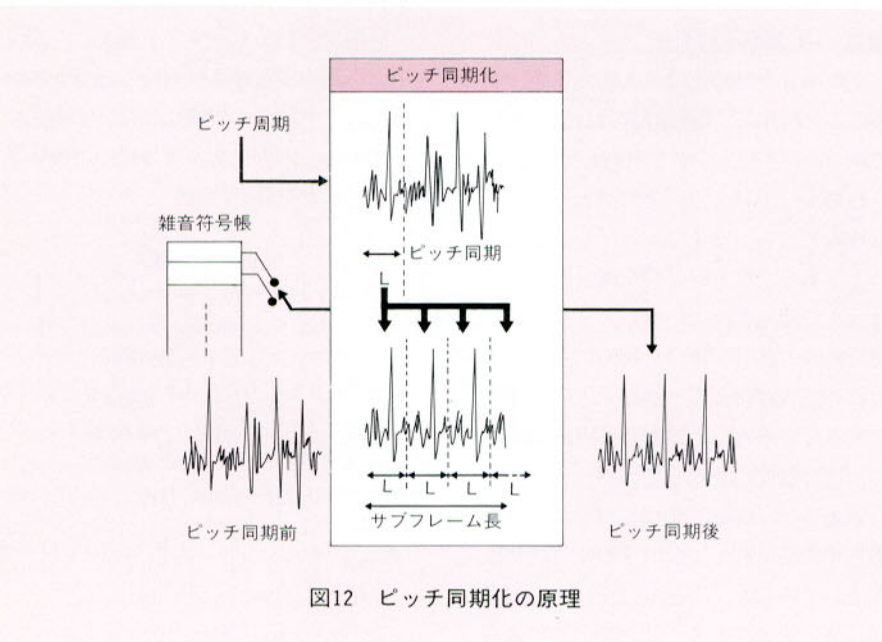 ピッチ同期化
ピッチ周期
雑音符号帳
ピッチ同期
L
L
L
L
L
サブフレーム長
ピッチ同期前
ピッチ同期後
図12 ピッチ同期化の原理